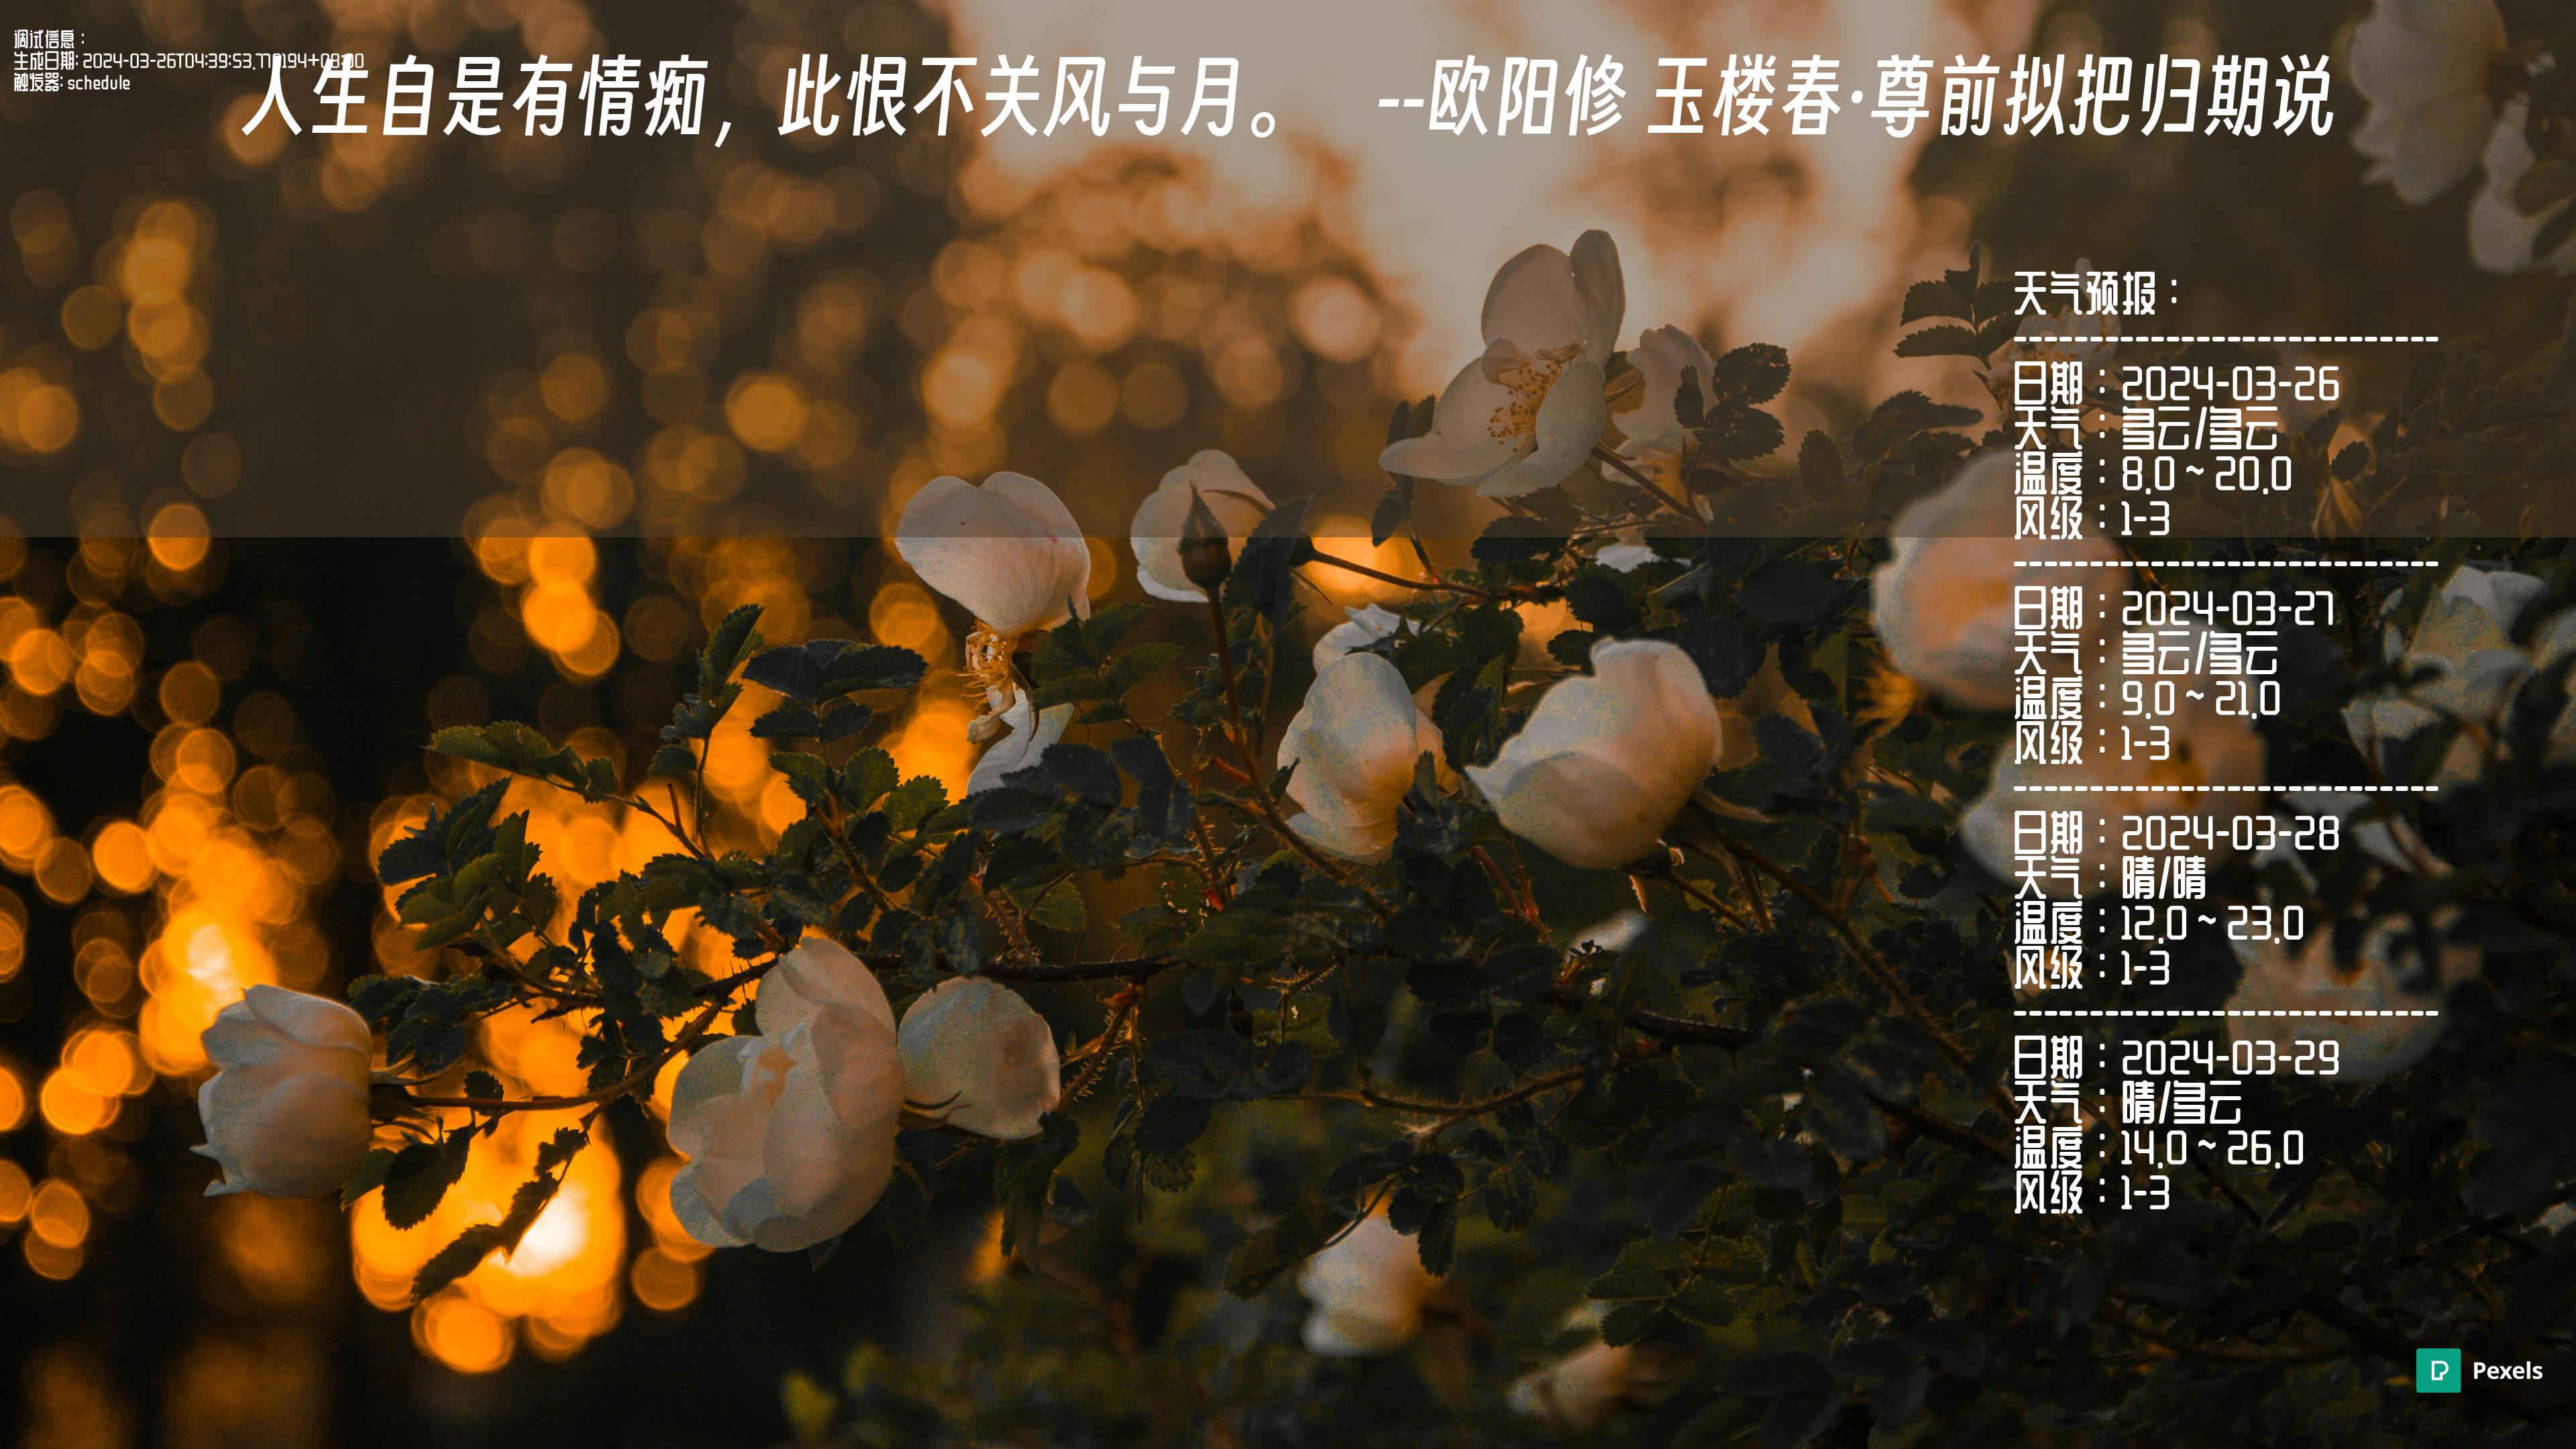 调试信息：
生成日期: 2024-03-26T04:39:53.770194+08:00
触发器: schedule
人生自是有情痴，此恨不关风与月。 --欧阳修 玉楼春·尊前拟把归期说
天气预报：
----------------------------
日期：2024-03-26
天气：多云/多云
温度：8.0 ~ 20.0
风级：1-3
----------------------------
日期：2024-03-27
天气：多云/多云
温度：9.0 ~ 21.0
风级：1-3
----------------------------
日期：2024-03-28
天气：晴/晴
温度：12.0 ~ 23.0
风级：1-3
----------------------------
日期：2024-03-29
天气：晴/多云
温度：14.0 ~ 26.0
风级：1-3
Pexels